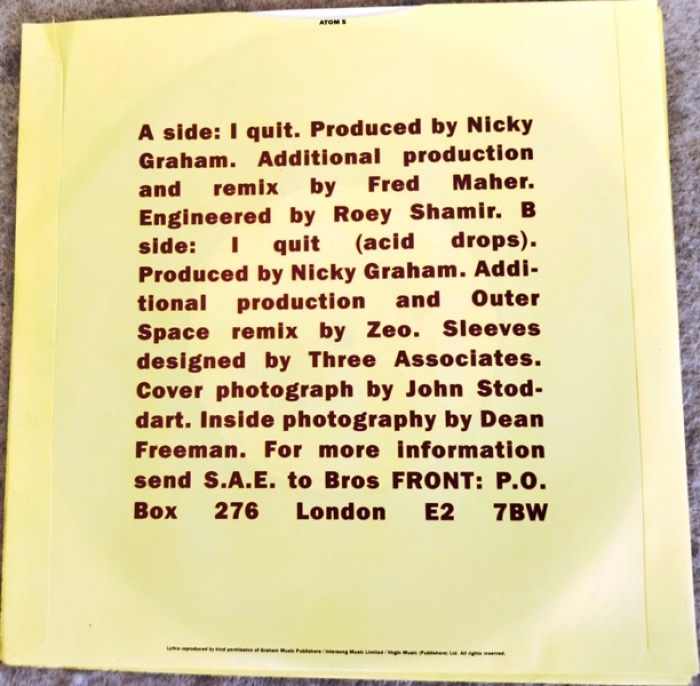 ATOM 5
A side: I quit. Produced by Nicky
Graham. Additional production
and remix by Fred Maher.
Engineered by Roey Shamir. B
side: I quit (acid drops).
Produced by Nicky Graham. Addi-
tional production and Outer
Space remix by Zeo. Sleeves
designed by Three Associates.
Cover photograph by John Stod-
dart. Inside photography by Dean
Freeman. For more information
send S.A.E. to Bros FRONT: P.O.
Box 276 London E2 7BW
Lyrics reproduced by kind permission of Graham Music Publishers / Intersong Music Limited / Virgin Music (Publishers) Ltd. All rights reserved.